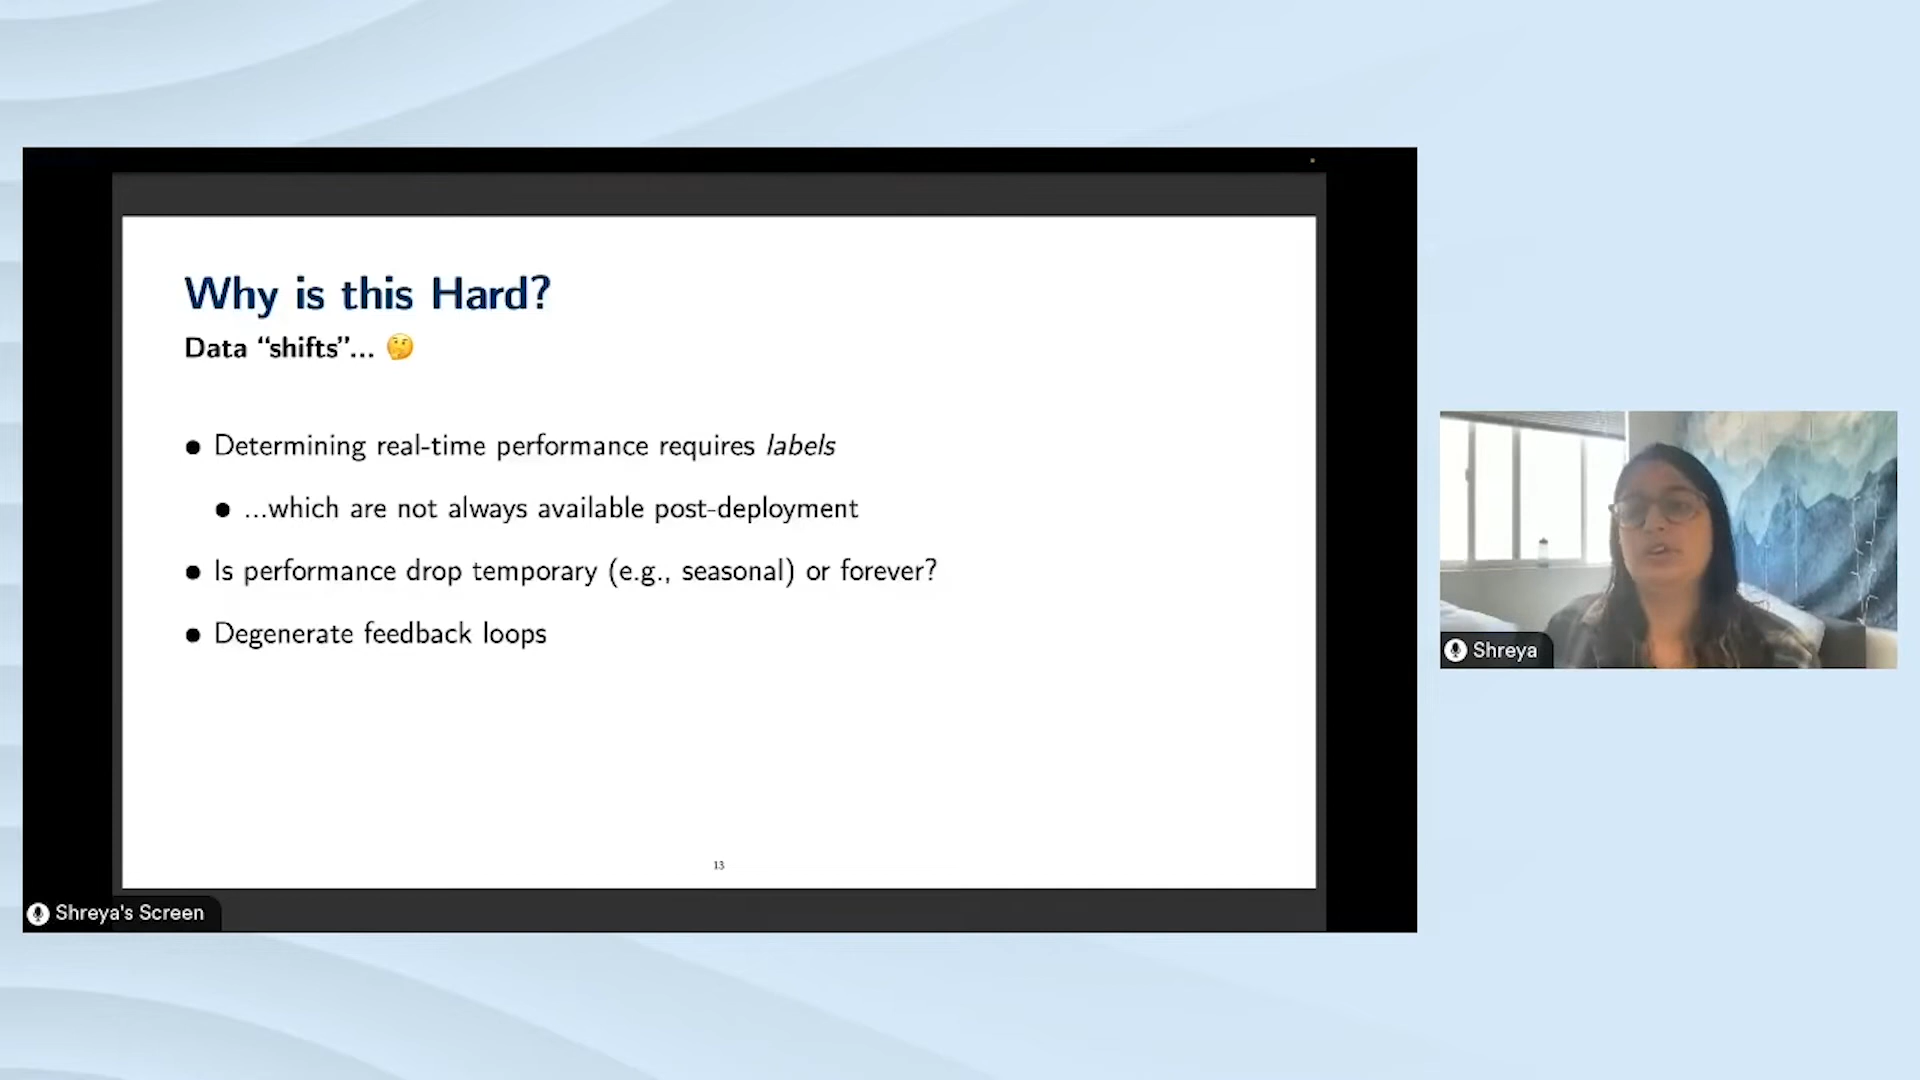 Why is this Hard?
Data “shifts”... 🤔
● Determining real-time performance requires labels
● ...which are not always available post-deployment
● Is performance drop temporary (e.g., seasonal) or forever?
● Degenerate feedback loops
13
Shreya's Screen
Shreya